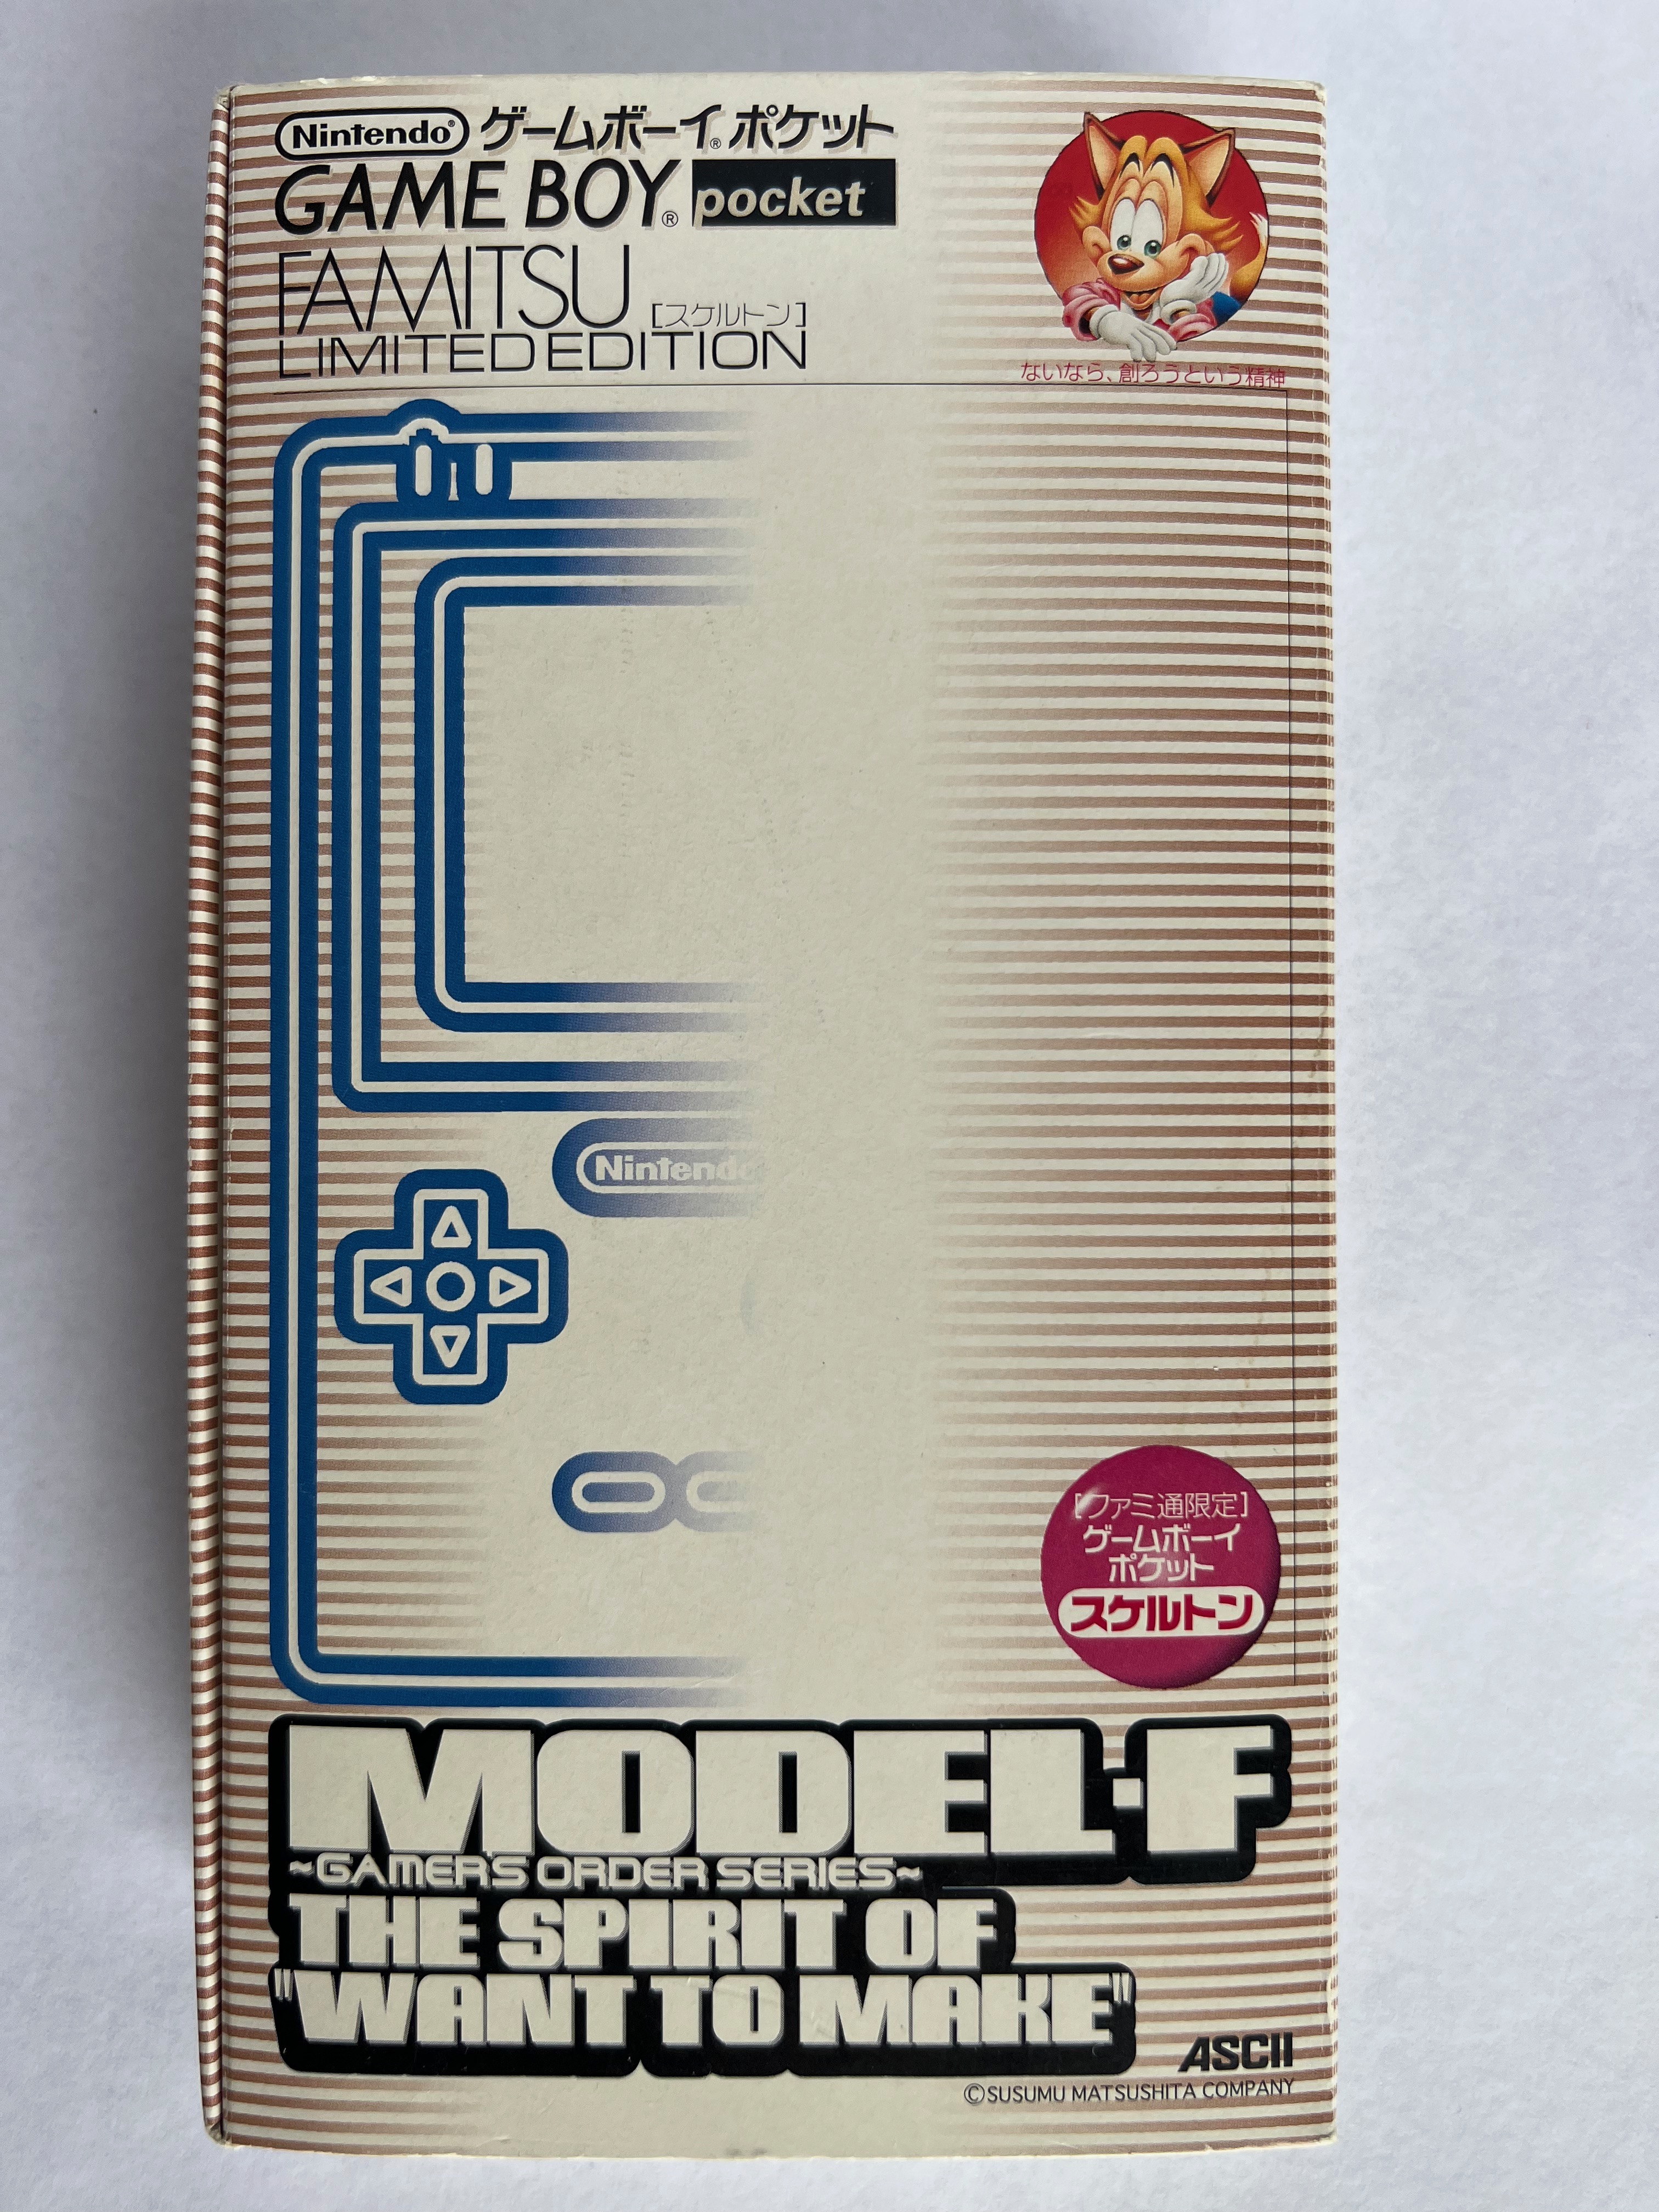 Nintendo® ゲームボーイ® ポケット
GAME BOY® pocket
FAMITSU [スケルトン]
LIMITED EDITION
ないなら、創ろうという精神
Nintendo
[ファミ通限定]
ゲームボーイ
ポケット
スケルトン
MODEL-F
~GAMER'S ORDER SERIES~
THE SPIRIT OF
"WANT TO MAKE"
ASCII
©SUSUMU MATSUSHITA COMPANY